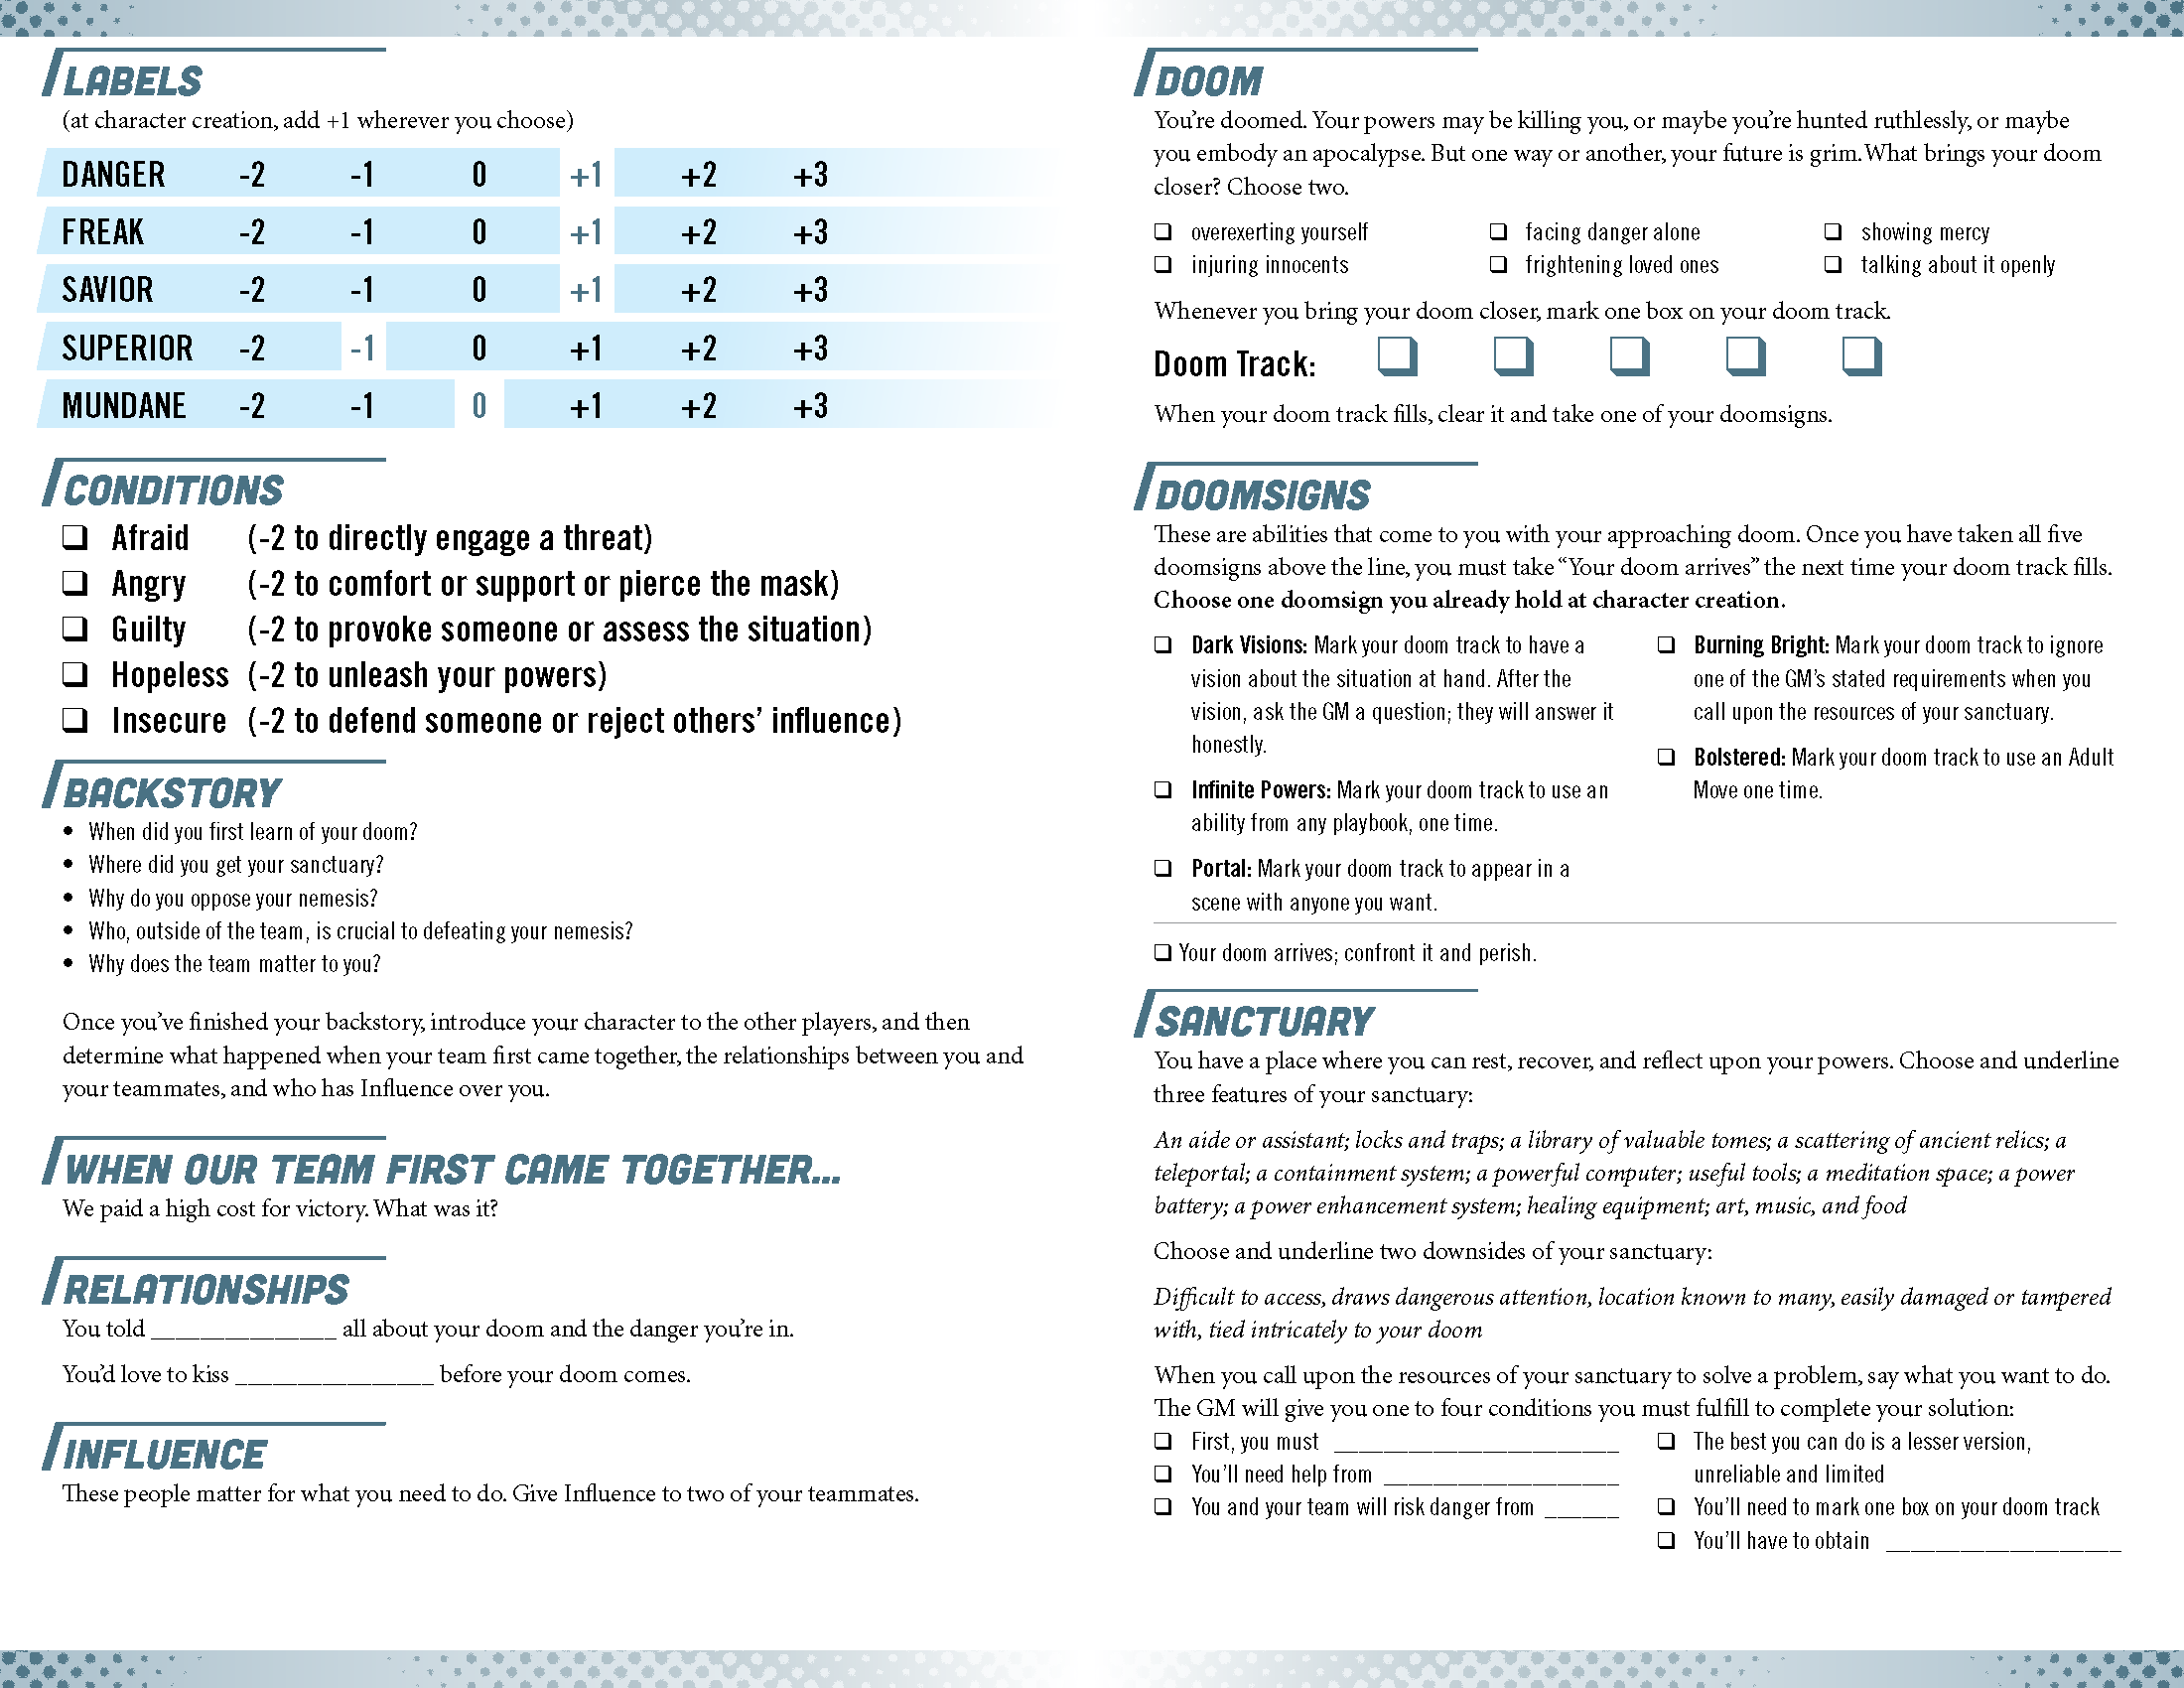 LABELS
(at character creation, add +1 wherever you choose)
DANGER -2 -1 0 +1 +2 +3
FREAK -2 -1 0 +1 +2 +3
SAVIOR -2 -1 0 +1 +2 +3
SUPERIOR -2 -1 0 +1 +2 +3
MUNDANE -2 -1 0 +1 +2 +3
CONDITIONS
❑ Afraid (-2 to directly engage a threat)
❑ Angry (-2 to comfort or support or pierce the mask)
❑ Guilty (-2 to provoke someone or assess the situation)
❑ Hopeless (-2 to unleash your powers)
❑ Insecure (-2 to defend someone or reject others’ influence)
BACKSTORY
• When did you first learn of your doom?
• Where did you get your sanctuary?
• Why do you oppose your nemesis?
• Who, outside of the team, is crucial to defeating your nemesis?
• Why does the team matter to you?
Once you’ve finished your backstory, introduce your character to the other players, and then
determine what happened when your team first came together, the relationships between you and
your teammates, and who has Influence over you.
WHEN OUR TEAM FIRST CAME TOGETHER...
We paid a high cost for victory. What was it?
RELATIONSHIPS
You told _______________ all about your doom and the danger you’re in.
You’d love to kiss ________________ before your doom comes.
INFLUENCE
These people matter for what you need to do. Give Influence to two of your teammates.
DOOM
You’re doomed. Your powers may be killing you, or maybe you’re hunted ruthlessly, or maybe
you embody an apocalypse. But one way or another, your future is grim. What brings your doom
closer? Choose two.
❑ overexerting yourself ❑ facing danger alone ❑ showing mercy
❑ injuring innocents ❑ frightening loved ones ❑ talking about it openly
Whenever you bring your doom closer, mark one box on your doom track.
Doom Track: ❑ ❑ ❑ ❑ ❑
When your doom track fills, clear it and take one of your doomsigns.
DOOMSIGNS
These are abilities that come to you with your approaching doom. Once you have taken all five
doomsigns above the line, you must take “Your doom arrives” the next time your doom track fills.
Choose one doomsign you already hold at character creation.
❑ Dark Visions: Mark your doom track to have a
vision about the situation at hand. After the
vision, ask the GM a question; they will answer it
honestly.
❑ Infinite Powers: Mark your doom track to use an
ability from any playbook, one time.
❑ Portal: Mark your doom track to appear in a
scene with anyone you want.
❑ Burning Bright: Mark your doom track to ignore
one of the GM’s stated requirements when you
call upon the resources of your sanctuary.
❑ Bolstered: Mark your doom track to use an Adult
Move one time.
❑ Your doom arrives; confront it and perish.
SANCTUARY
You have a place where you can rest, recover, and reflect upon your powers. Choose and underline
three features of your sanctuary:
An aide or assistant; locks and traps; a library of valuable tomes; a scattering of ancient relics; a
teleportal; a containment system; a powerful computer; useful tools; a meditation space; a power
battery; a power enhancement system; healing equipment; art, music, and food
Choose and underline two downsides of your sanctuary:
Difficult to access, draws dangerous attention, location known to many, easily damaged or tampered
with, tied intricately to your doom
When you call upon the resources of your sanctuary to solve a problem, say what you want to do.
The GM will give you one to four conditions you must fulfill to complete your solution:
❑ First, you must _______________________
❑ You’ll need help from ___________________
❑ You and your team will risk danger from ______
❑ The best you can do is a lesser version,
unreliable and limited
❑ You’ll need to mark one box on your doom track
❑ You’ll have to obtain ___________________